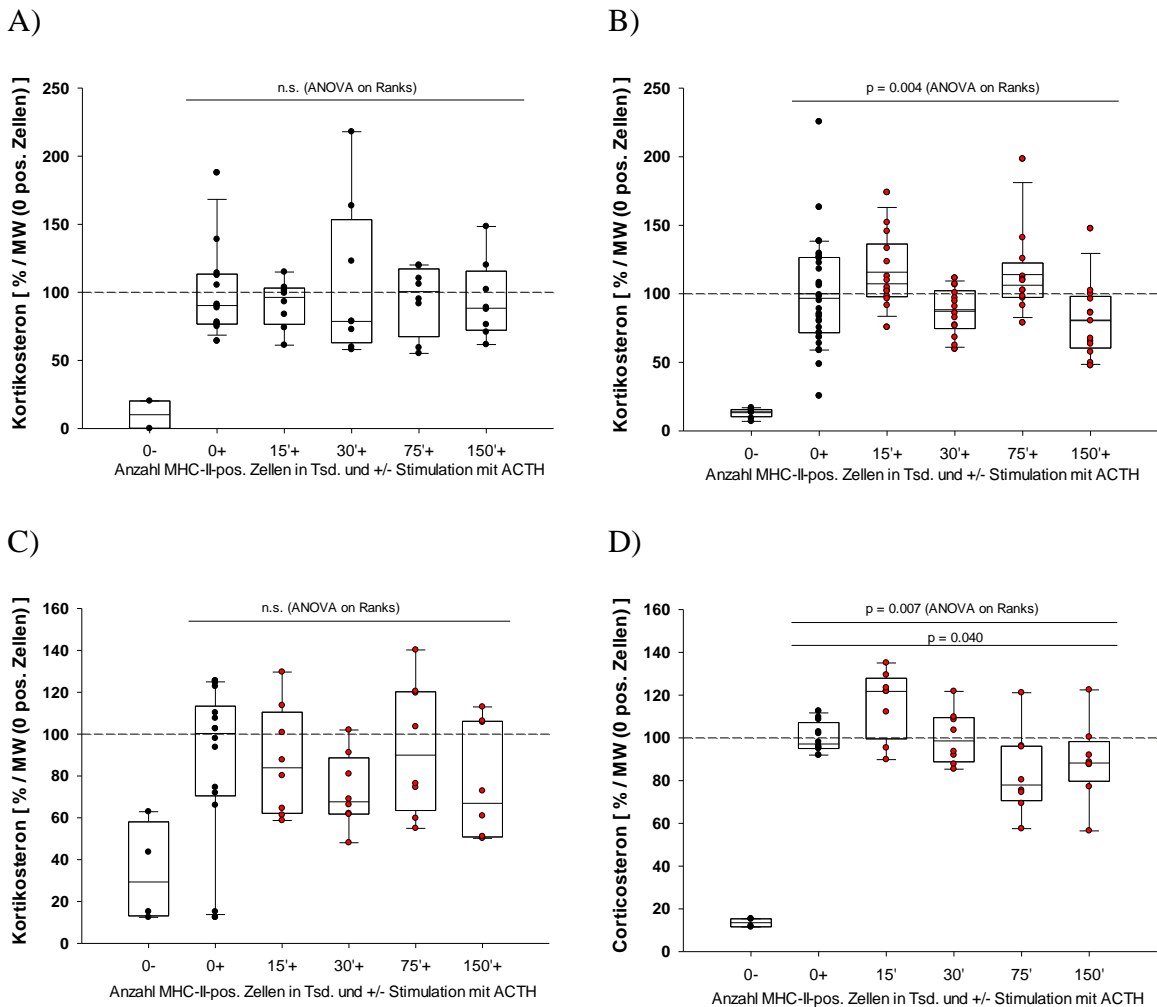 A)
n.s. (ANOVA on Ranks)
Kortikosteron [ % / MW (0 pos. Zellen) ]
250
200
150
100
50
0
0- 0+ 15'+ 30'+ 75'+ 150'+
Anzahl MHC-II-pos. Zellen in Tsd. und +/- Stimulation mit ACTH
B)
p = 0.004 (ANOVA on Ranks)
Kortikosteron [ % / MW (0 pos. Zellen) ]
250
200
150
100
50
0
0- 0+ 15'+ 30'+ 75'+ 150'+
Anzahl MHC-II-pos. Zellen in Tsd. und +/- Stimulation mit ACTH
C)
n.s. (ANOVA on Ranks)
Kortikosteron [ % / MW (0 pos. Zellen) ]
160
140
120
100
80
60
40
20
0
0- 0+ 15'+ 30'+ 75'+ 150'+
Anzahl MHC-II-pos. Zellen in Tsd. und +/- Stimulation mit ACTH
D)
p = 0.007 (ANOVA on Ranks)
p = 0.040
Corticosteron [ % / MW (0 pos. Zellen) ]
160
140
120
100
80
60
40
20
0
0- 0+ 15' 30' 75' 150'
Anzahl MHC-II-pos. Zellen in Tsd. und +/- Stimulation mit ACTH